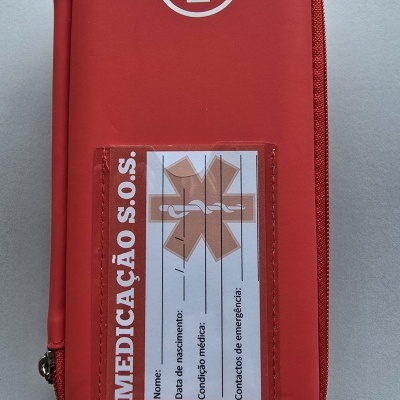 MEDICAÇÃO S.O.S.
Nome:
Data de nascimento: / /
Condição médica:
Contactos de emergência: